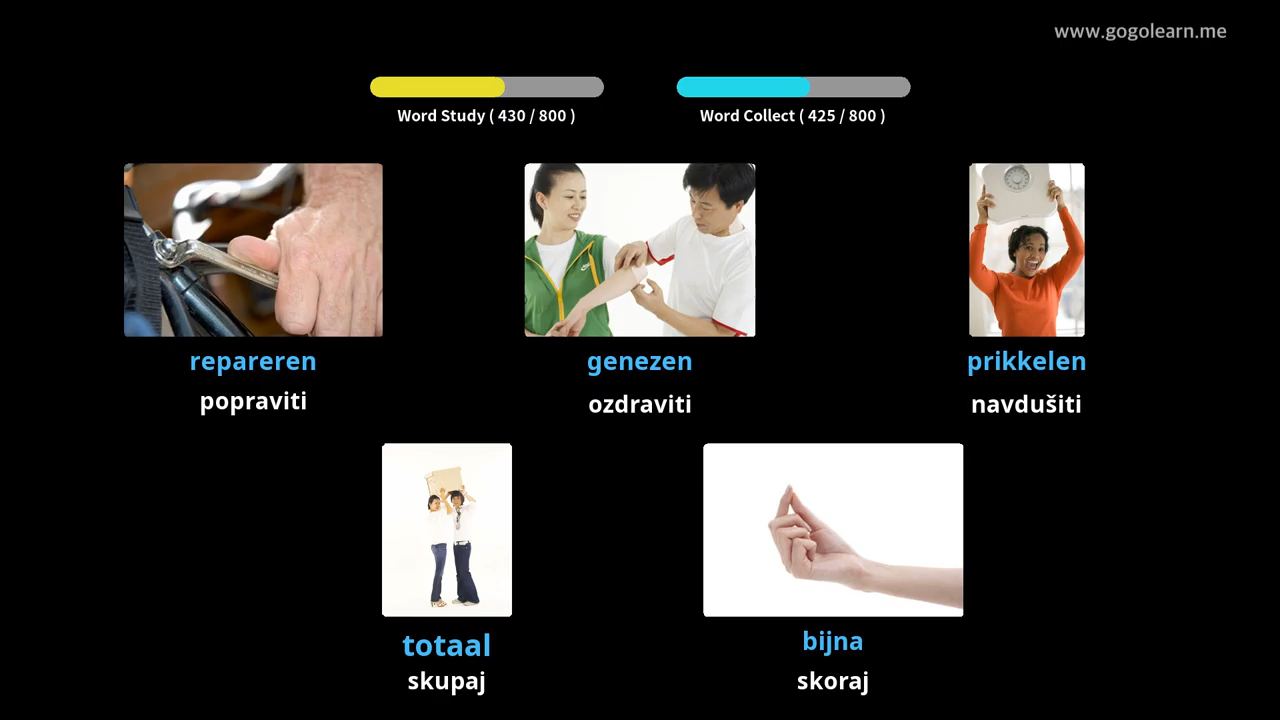 www.gogolearn.me
Word Study ( 430 / 800 )
Word Collect ( 425 / 800 )
repareren
popraviti
genezen
ozdraviti
prikkelen
navdušiti
totaal
skupaj
bijna
skoraj